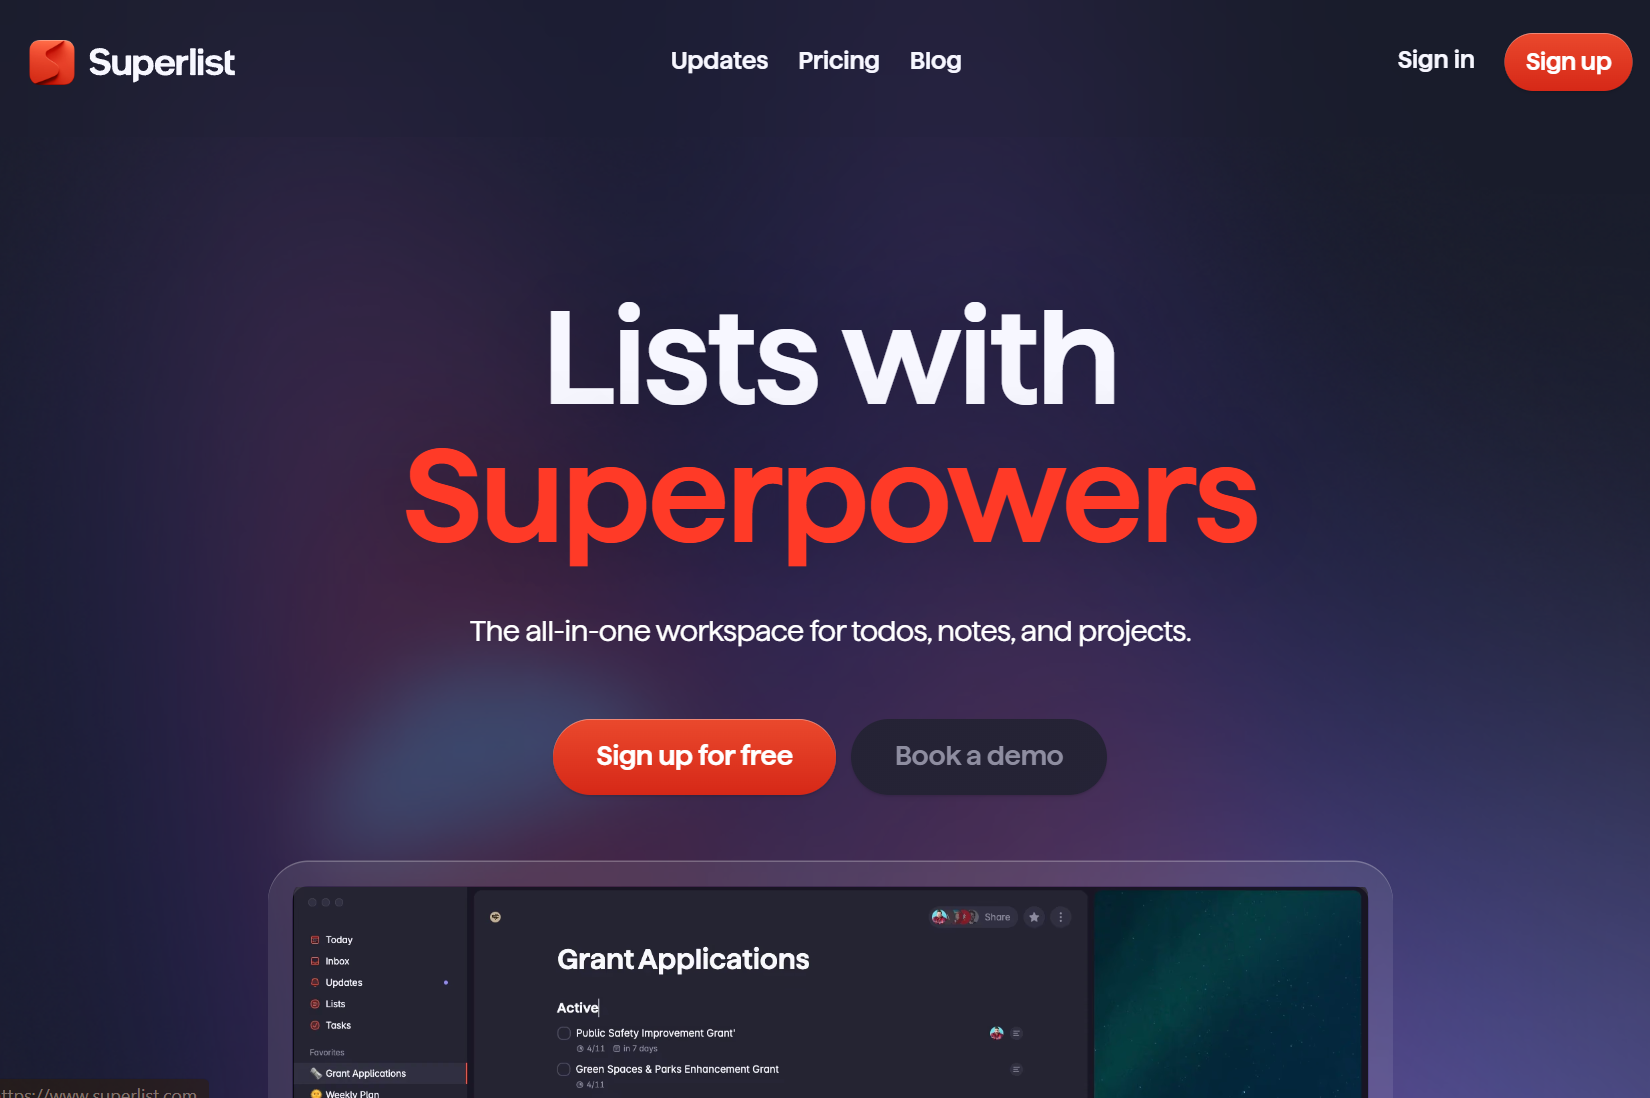 Superlist
Updates Pricing Blog
Sign in
Sign up
Lists with
Superpowers
The all-in-one workspace for todos, notes, and projects.
Sign up for free
Book a demo
Today
Inbox
Updates
Lists
Tasks
Favorites
Grant Applications
Weekly Plan
Share
Grant Applications
Active
Public Safety Improvement Grant'
4/11 in 7 days
Green Spaces & Parks Enhancement Grant
4/11
ttps://www.superlist.com